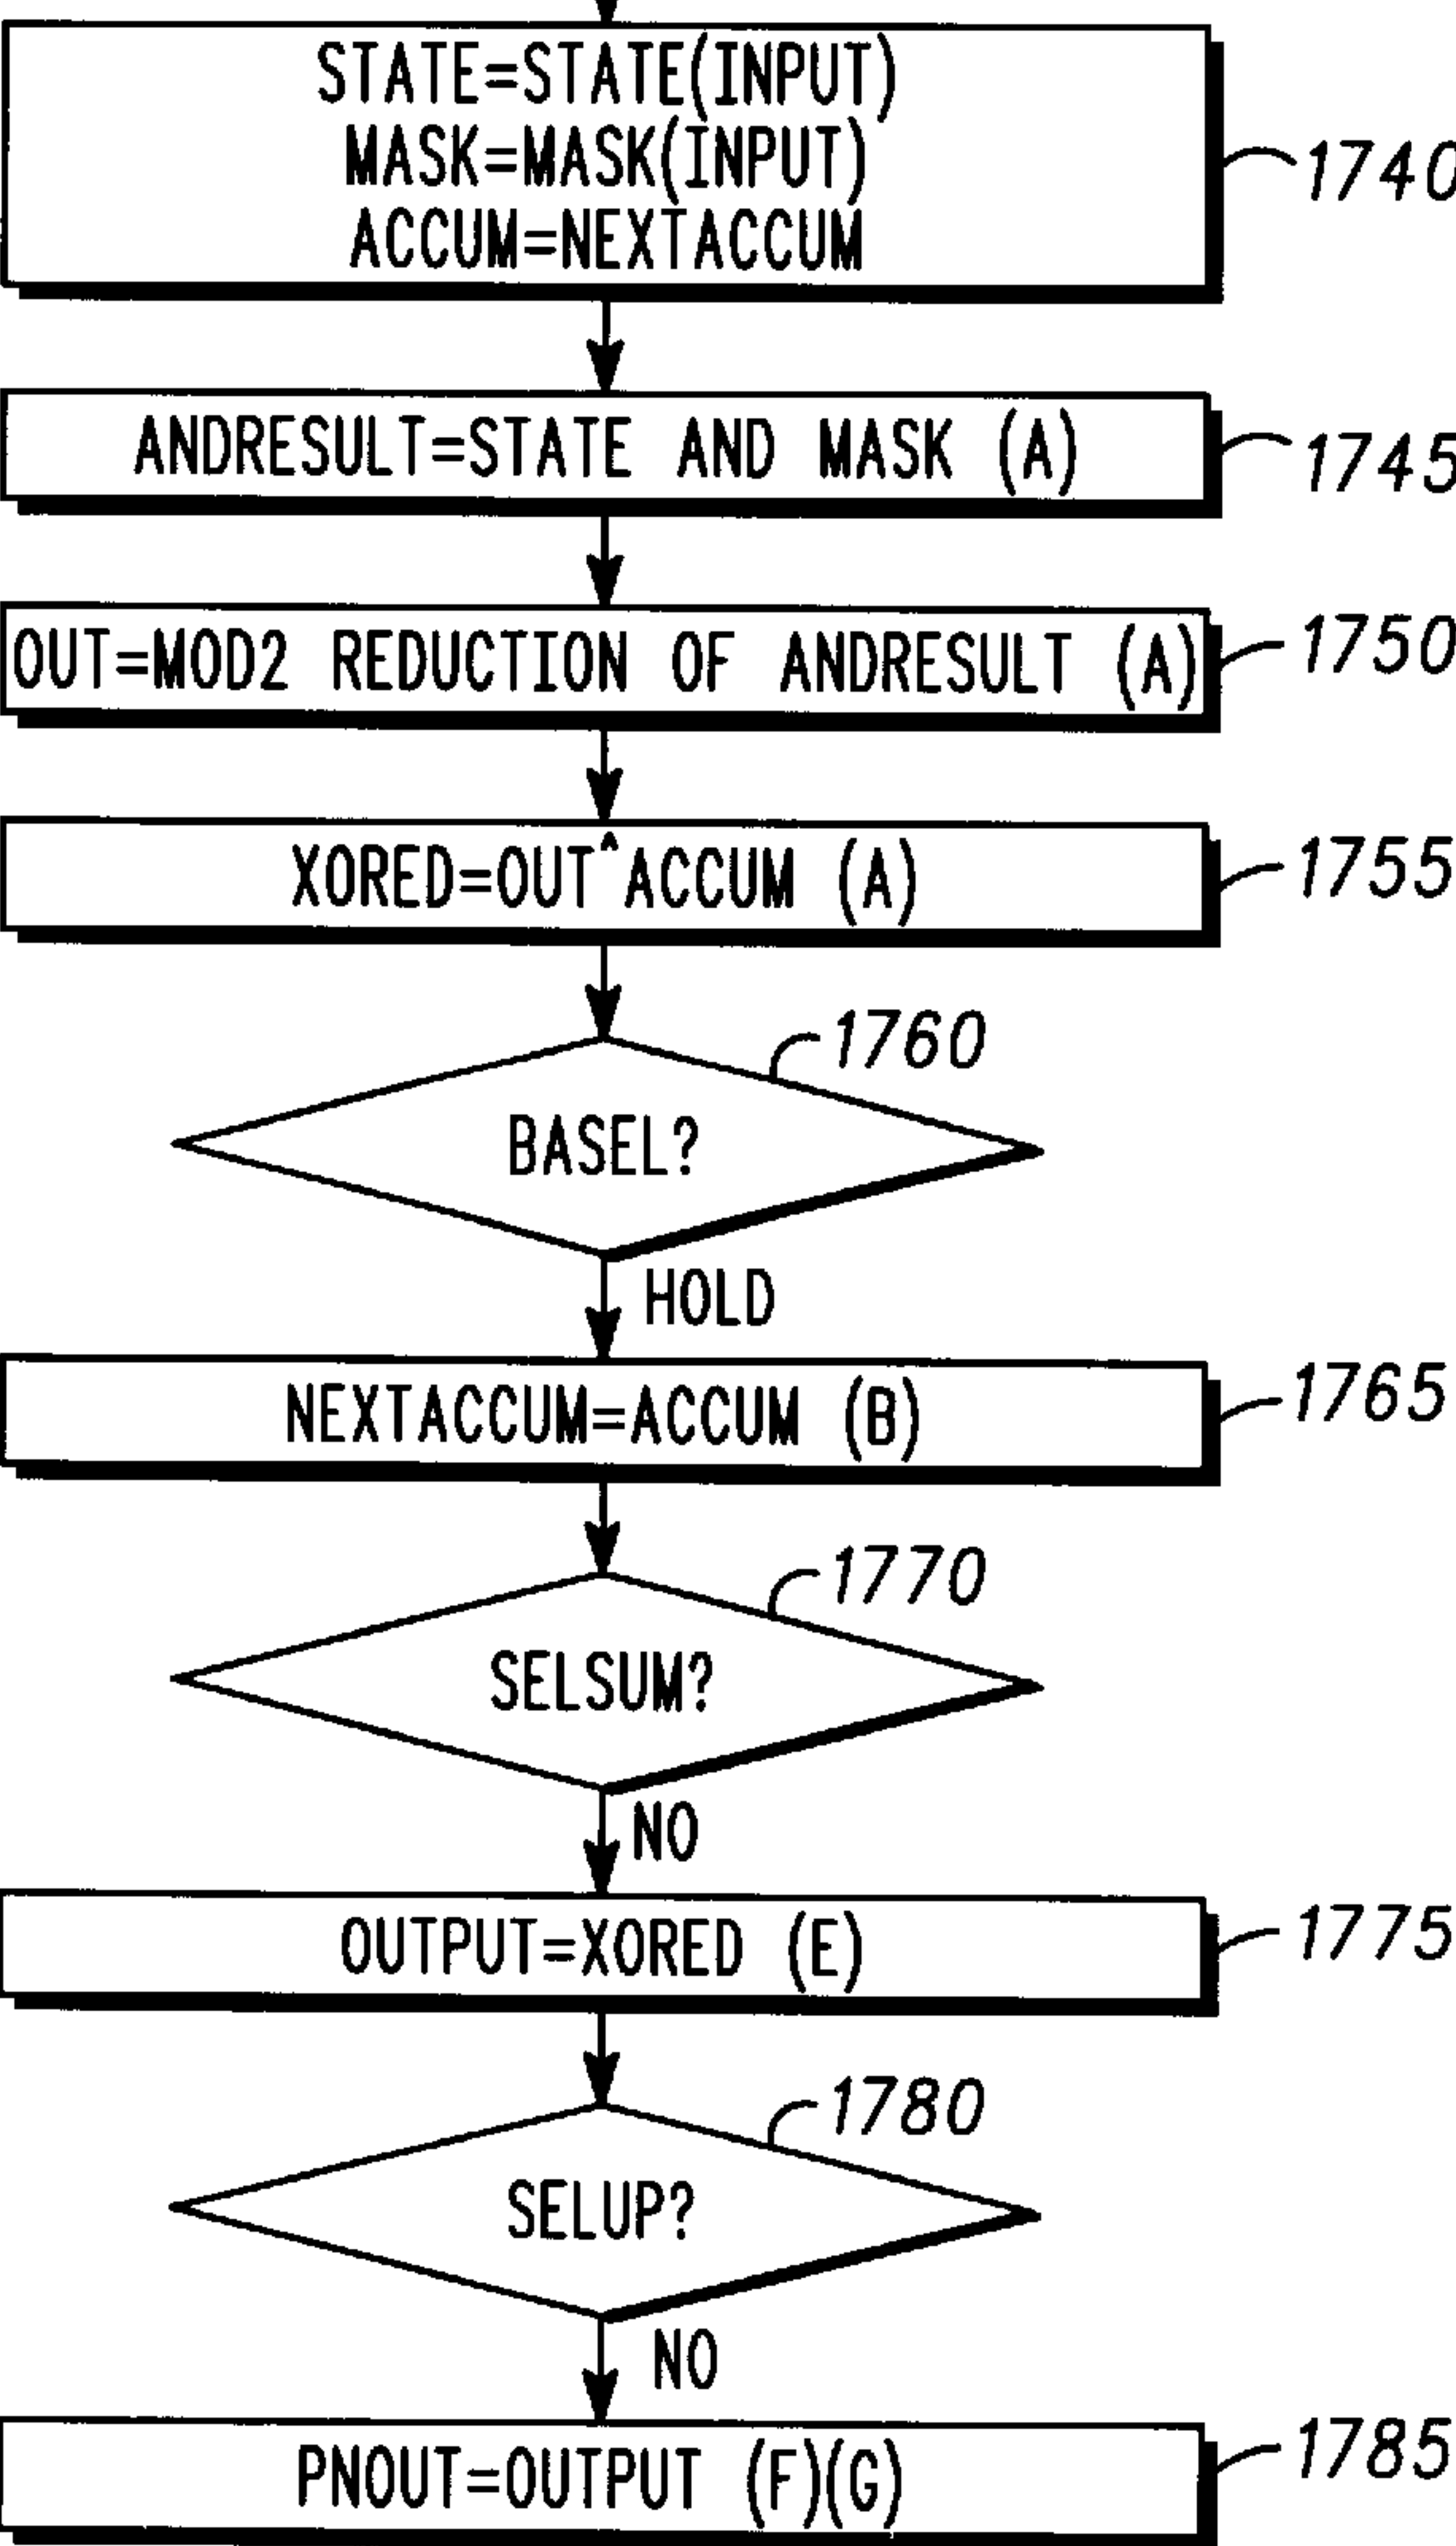 STATE=STATE(INPUT)
MASK=MASK(INPUT)
ACCUM=NEXTACCUM
1740
ANDRESULT=STATE AND MASK (A)
1745
OUT=MOD2 REDUCTION OF ANDRESULT (A)
1750
XORED=OUT^ACCUM (A)
1755
1760
BASEL?
HOLD
NEXTACCUM=ACCUM (B)
1765
1770
SELSUM?
NO
OUTPUT=XORED (E)
1775
1780
SELUP?
NO
PNOUT=OUTPUT (F)(G)
1785